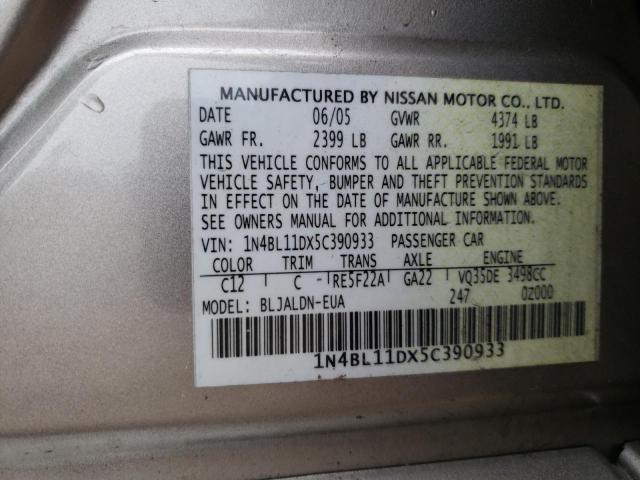 MANUFACTURED BY NISSAN MOTOR CO., LTD.
DATE 06/05 GVWR 4374 LB
GAWR FR. 2399 LB GAWR RR. 1991 LB
THIS VEHICLE CONFORMS TO ALL APPLICABLE FEDERAL MOTOR
VEHICLE SAFETY, BUMPER AND THEFT PREVENTION STANDARDS
IN EFFECT ON THE DATE OF MANUFACTURE SHOWN ABOVE.
SEE OWNERS MANUAL FOR ADDITIONAL INFORMATION.
VIN: 1N4BL11DX5C390933 PASSENGER CAR
COLOR TRIM TRANS AXLE ENGINE
C12 C RE5F22A GA22 VQ35DE 3498CC
MODEL: BLJALDN-EUA 247 0Z000
1N4BL11DX5C390933